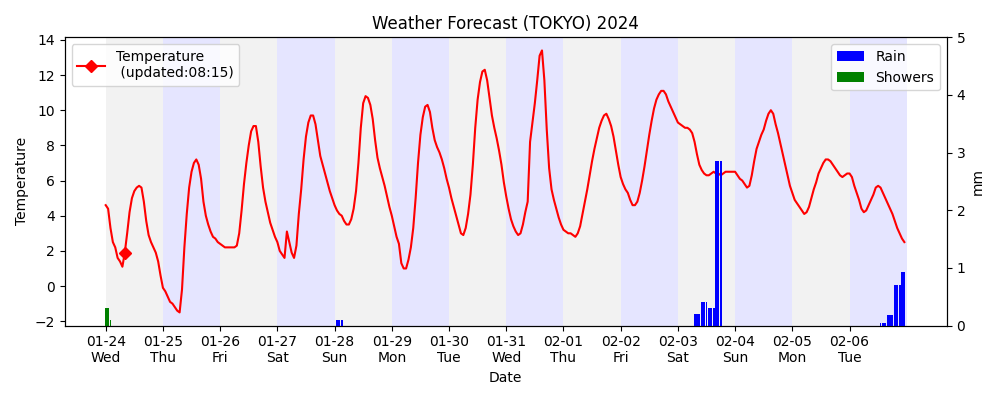 Weather Forecast (TOKYO) 2024
Temperature
(updated:08:15)
Rain
Showers
Temperature
14
12
10
8
6
4
2
0
−2
5
4
3
2
1
0
mm
01-24 01-25 01-26 01-27 01-28 01-29 01-30 01-31 02-01 02-02 02-03 02-04 02-05 02-06
Wed Thu Fri Sat Sun Mon Tue Wed Thu Fri Sat Sun Mon Tue
Date